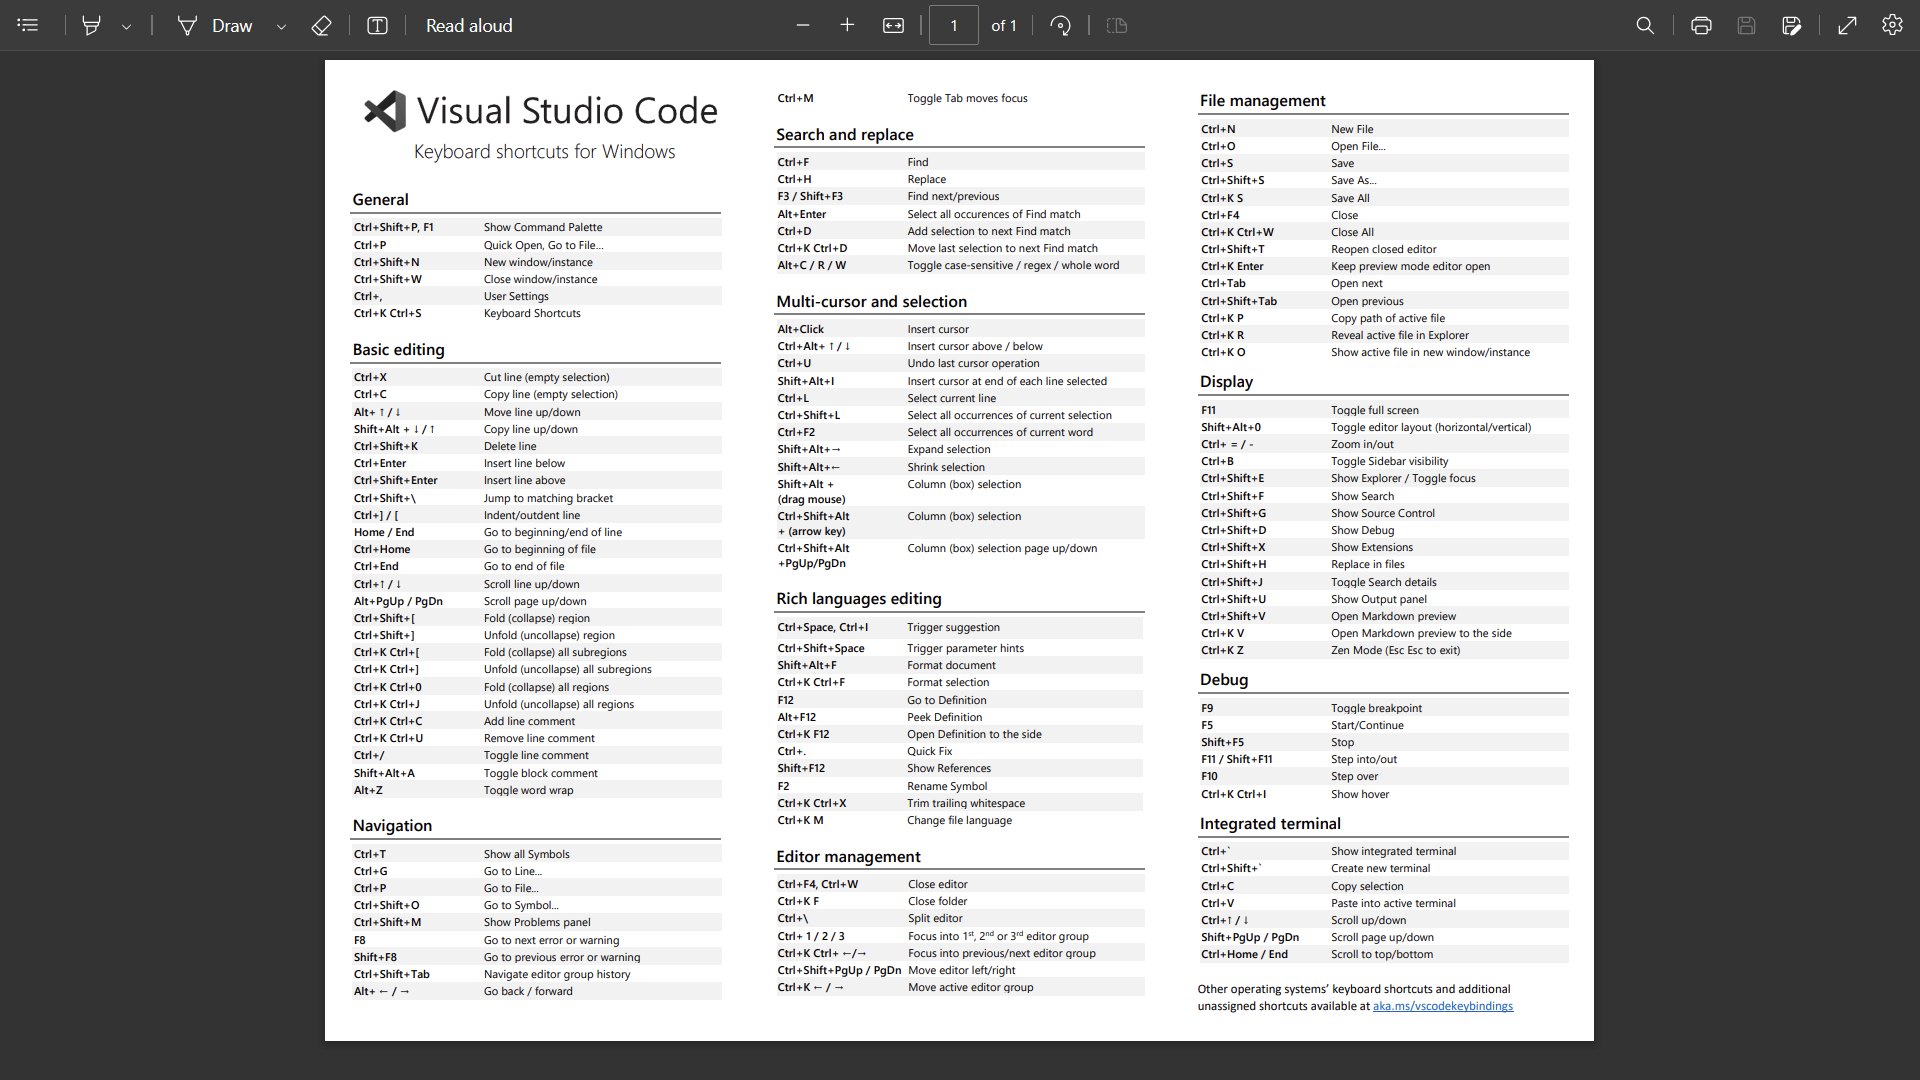 Draw
Read aloud
1
of 1
Visual Studio Code
Keyboard shortcuts for Windows
General
Ctrl+Shift+P, F1 Show Command Palette
Ctrl+P Quick Open, Go to File...
Ctrl+Shift+N New window/instance
Ctrl+Shift+W Close window/instance
Ctrl+, User Settings
Ctrl+K Ctrl+S Keyboard Shortcuts
Basic editing
Ctrl+X Cut line (empty selection)
Ctrl+C Copy line (empty selection)
Alt+ ↑ / ↓ Move line up/down
Shift+Alt + ↓ / ↑ Copy line up/down
Ctrl+Shift+K Delete line
Ctrl+Enter Insert line below
Ctrl+Shift+Enter Insert line above
Ctrl+Shift+\ Jump to matching bracket
Ctrl+] / [ Indent/outdent line
Home / End Go to beginning/end of line
Ctrl+Home Go to beginning of file
Ctrl+End Go to end of file
Ctrl+↑ / ↓ Scroll line up/down
Alt+PgUp / PgDn Scroll page up/down
Ctrl+Shift+[ Fold (collapse) region
Ctrl+Shift+] Unfold (uncollapse) region
Ctrl+K Ctrl+[ Fold (collapse) all subregions
Ctrl+K Ctrl+] Unfold (uncollapse) all subregions
Ctrl+K Ctrl+0 Fold (collapse) all regions
Ctrl+K Ctrl+J Unfold (uncollapse) all regions
Ctrl+K Ctrl+C Add line comment
Ctrl+K Ctrl+U Remove line comment
Ctrl+/ Toggle line comment
Shift+Alt+A Toggle block comment
Alt+Z Toggle word wrap
Navigation
Ctrl+T Show all Symbols
Ctrl+G Go to Line...
Ctrl+P Go to File...
Ctrl+Shift+O Go to Symbol...
Ctrl+Shift+M Show Problems panel
F8 Go to next error or warning
Shift+F8 Go to previous error or warning
Ctrl+Shift+Tab Navigate editor group history
Alt+ ← / → Go back / forward
Ctrl+M Toggle Tab moves focus
Search and replace
Ctrl+F Find
Ctrl+H Replace
F3 / Shift+F3 Find next/previous
Alt+Enter Select all occurences of Find match
Ctrl+D Add selection to next Find match
Ctrl+K Ctrl+D Move last selection to next Find match
Alt+C / R / W Toggle case-sensitive / regex / whole word
Multi-cursor and selection
Alt+Click Insert cursor
Ctrl+Alt+ ↑ / ↓ Insert cursor above / below
Ctrl+U Undo last cursor operation
Shift+Alt+I Insert cursor at end of each line selected
Ctrl+L Select current line
Ctrl+Shift+L Select all occurrences of current selection
Ctrl+F2 Select all occurrences of current word
Shift+Alt+→ Expand selection
Shift+Alt+← Shrink selection
Shift+Alt + Column (box) selection
(drag mouse)
Ctrl+Shift+Alt Column (box) selection
+ (arrow key)
Ctrl+Shift+Alt Column (box) selection page up/down
+PgUp/PgDn
Rich languages editing
Ctrl+Space, Ctrl+I Trigger suggestion
Ctrl+Shift+Space Trigger parameter hints
Shift+Alt+F Format document
Ctrl+K Ctrl+F Format selection
F12 Go to Definition
Alt+F12 Peek Definition
Ctrl+K F12 Open Definition to the side
Ctrl+. Quick Fix
Shift+F12 Show References
F2 Rename Symbol
Ctrl+K Ctrl+X Trim trailing whitespace
Ctrl+K M Change file language
Editor management
Ctrl+F4, Ctrl+W Close editor
Ctrl+K F Close folder
Ctrl+\ Split editor
Ctrl+ 1 / 2 / 3 Focus into 1st, 2nd or 3rd editor group
Ctrl+K Ctrl+ ←/→ Focus into previous/next editor group
Ctrl+Shift+PgUp / PgDn Move editor left/right
Ctrl+K ← / → Move active editor group
File management
Ctrl+N New File
Ctrl+O Open File...
Ctrl+S Save
Ctrl+Shift+S Save As...
Ctrl+K S Save All
Ctrl+F4 Close
Ctrl+K Ctrl+W Close All
Ctrl+Shift+T Reopen closed editor
Ctrl+K Enter Keep preview mode editor open
Ctrl+Tab Open next
Ctrl+Shift+Tab Open previous
Ctrl+K P Copy path of active file
Ctrl+K R Reveal active file in Explorer
Ctrl+K O Show active file in new window/instance
Display
F11 Toggle full screen
Shift+Alt+0 Toggle editor layout (horizontal/vertical)
Ctrl+ = / - Zoom in/out
Ctrl+B Toggle Sidebar visibility
Ctrl+Shift+E Show Explorer / Toggle focus
Ctrl+Shift+F Show Search
Ctrl+Shift+G Show Source Control
Ctrl+Shift+D Show Debug
Ctrl+Shift+X Show Extensions
Ctrl+Shift+H Replace in files
Ctrl+Shift+J Toggle Search details
Ctrl+Shift+U Show Output panel
Ctrl+Shift+V Open Markdown preview
Ctrl+K V Open Markdown preview to the side
Ctrl+K Z Zen Mode (Esc Esc to exit)
Debug
F9 Toggle breakpoint
F5 Start/Continue
Shift+F5 Stop
F11 / Shift+F11 Step into/out
F10 Step over
Ctrl+K Ctrl+I Show hover
Integrated terminal
Ctrl+` Show integrated terminal
Ctrl+Shift+` Create new terminal
Ctrl+C Copy selection
Ctrl+V Paste into active terminal
Ctrl+↑ / ↓ Scroll up/down
Shift+PgUp / PgDn Scroll page up/down
Ctrl+Home / End Scroll to top/bottom
Other operating systems’ keyboard shortcuts and additional
unassigned shortcuts available at aka.ms/vscodekeybindings